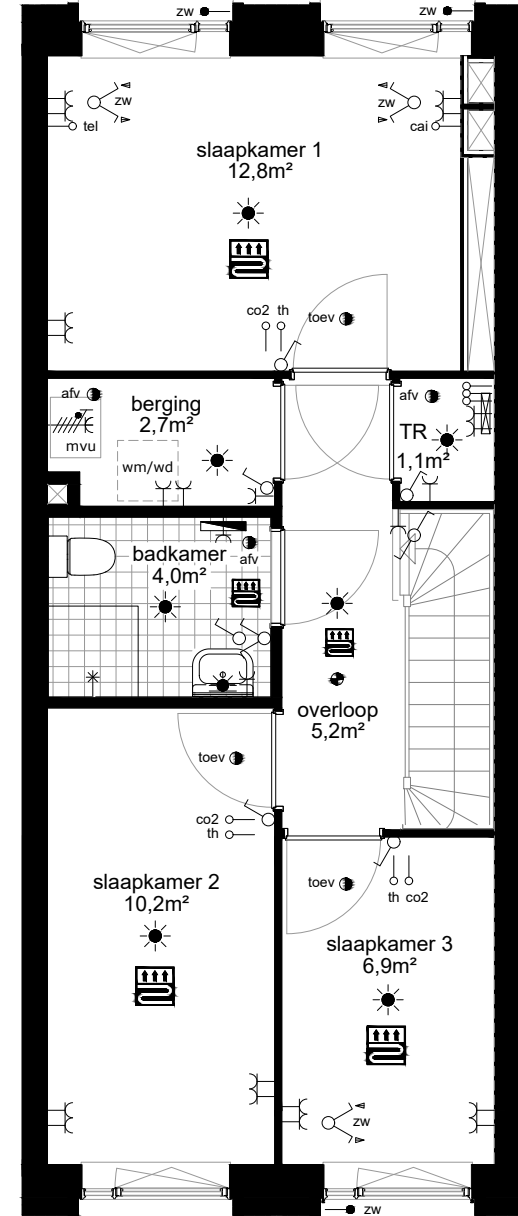 zw
zw
zw
zw
tel
cai
slaapkamer 1
12,8m²
co2 th
toev
afv
berging
2,7m²
mvu
wm/wd
afv
TR
1,1m²
badkamer
4,0m²
afv
overloop
5,2m²
toev
co2
th
slaapkamer 2
10,2m²
toev
th co2
slaapkamer 3
6,9m²
zw
zw